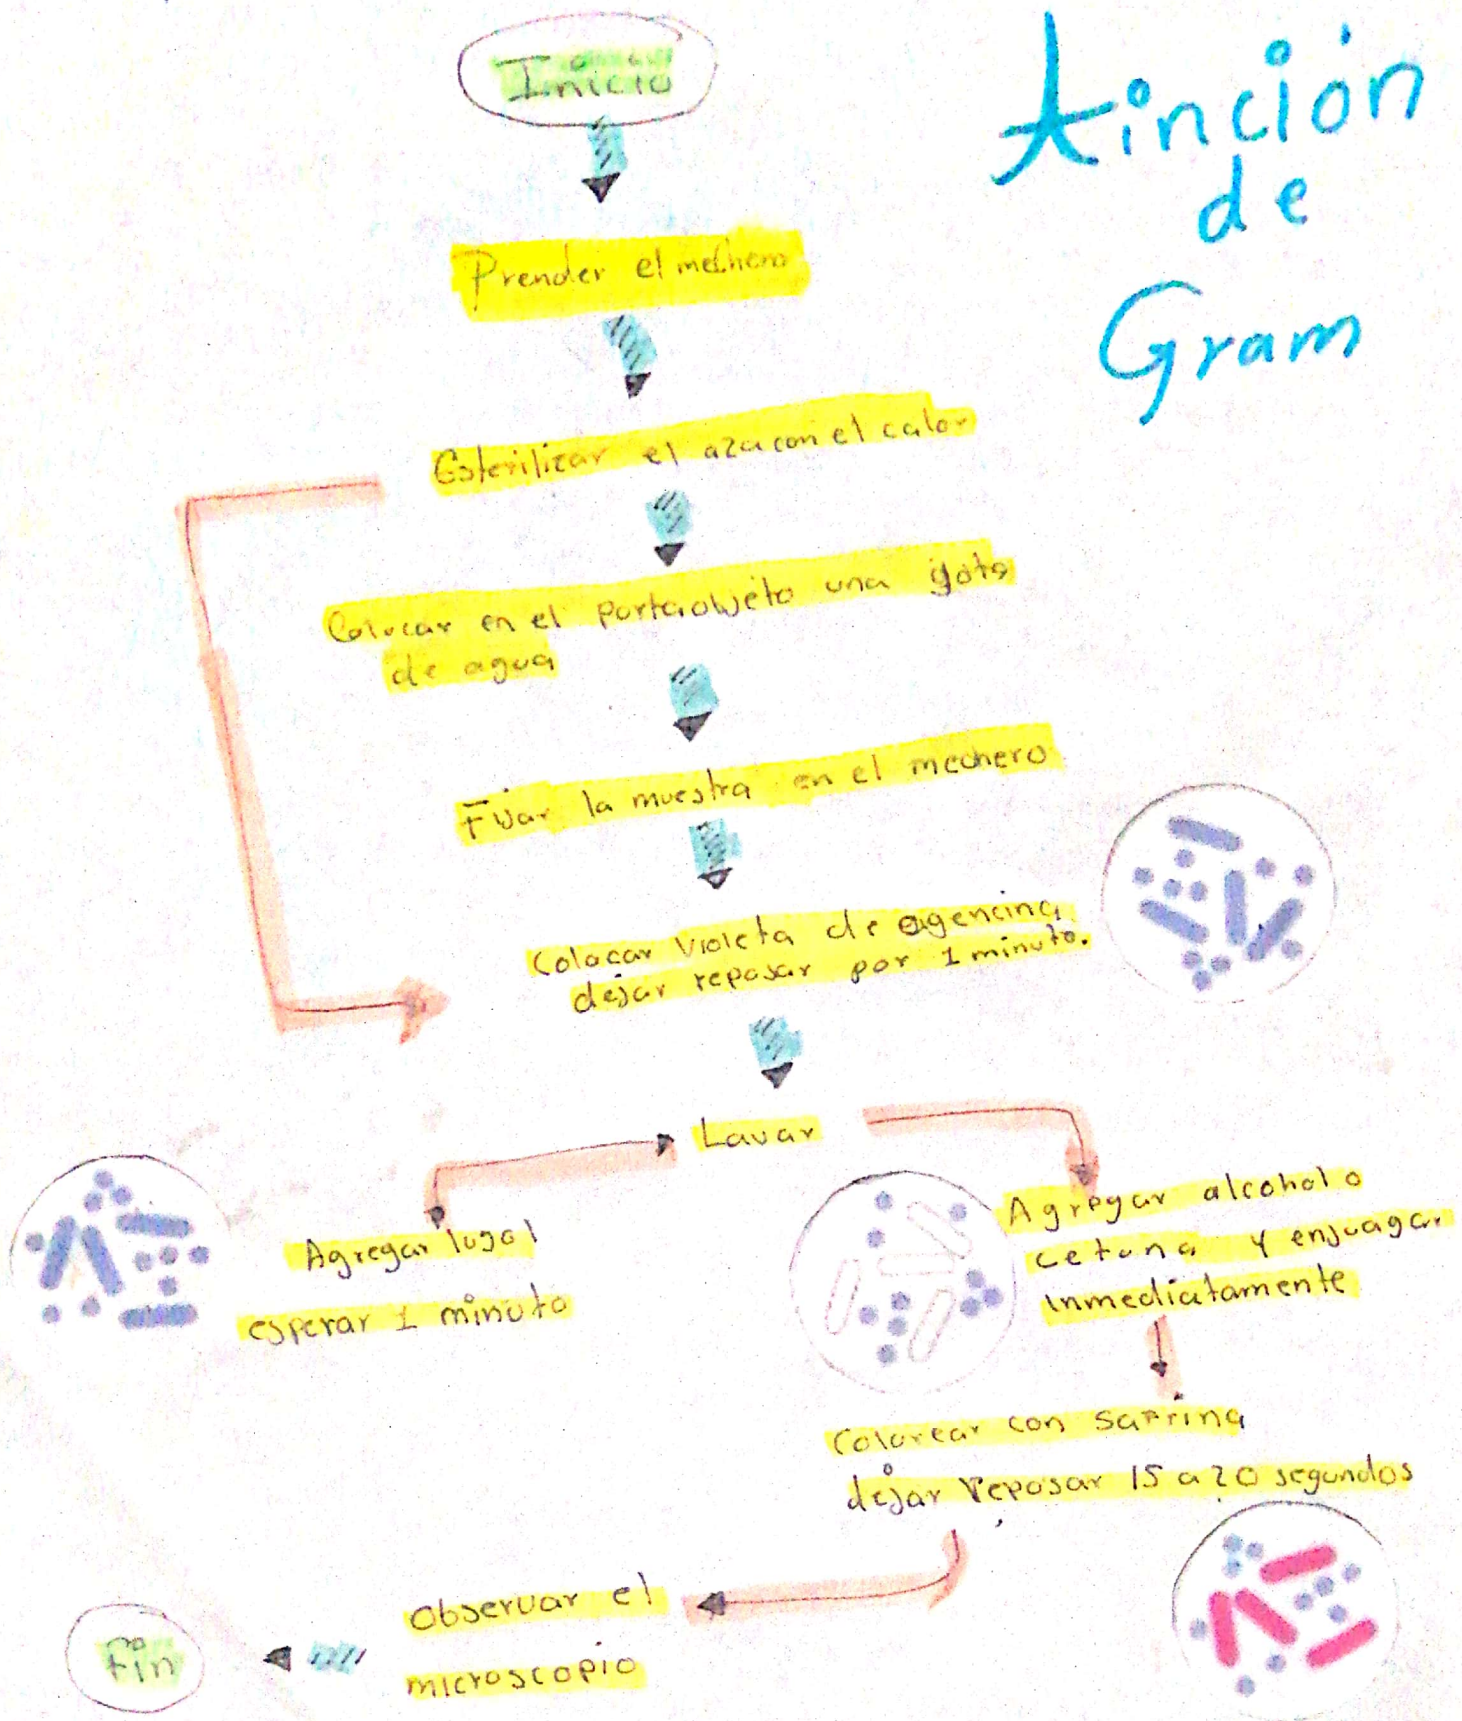 Inicio
tinción
de
Gram
Prender el mechero
Esterilizar el aza con el calor
Colocar en el portaobjeto una gota
de agua
Fijar la muestra en el mechero
Colocar violeta de agencina
dejar reposar por 1 minuto.
Lavar
Agregar lugol
esperar 1 minuto
Agregar alcohol o
cetona y enjuagar
inmediatamente
Colorear con Safrina
dejar reposar 15 a 20 segundos
Observar el
microscopio
Fin